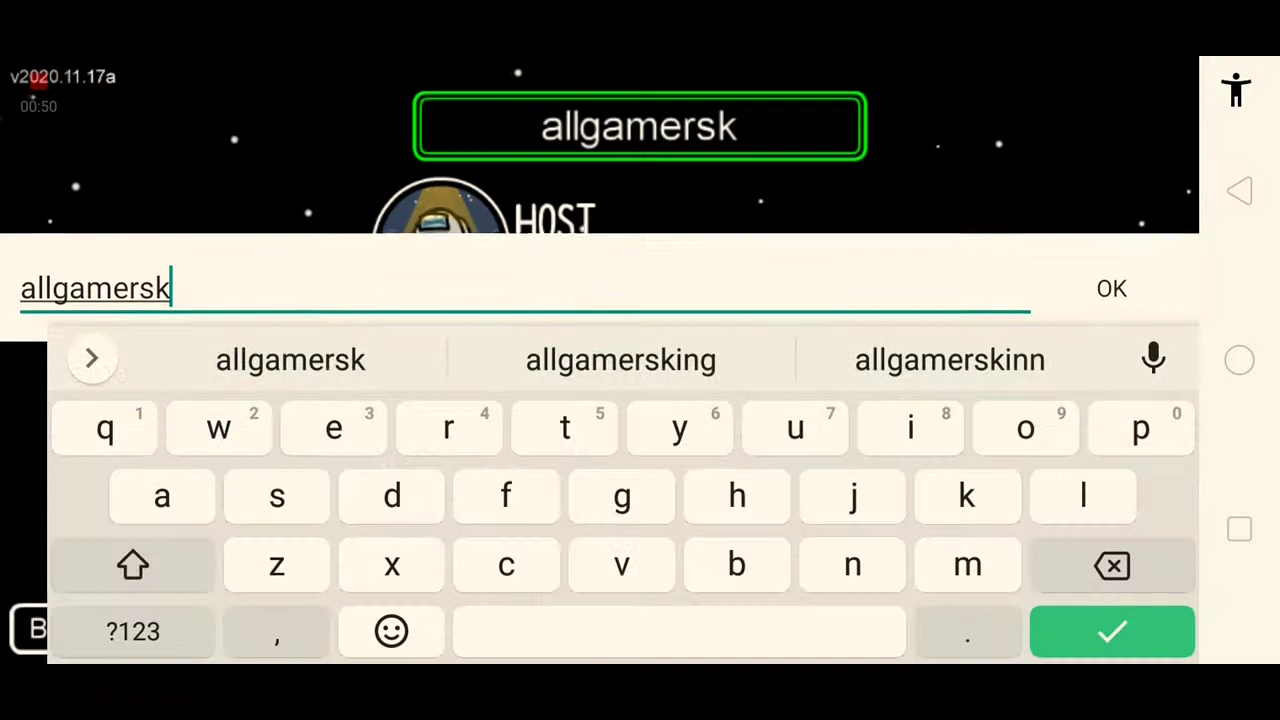 v2020.11.17a
00:50
allgamersk
HOST
allgamersk
OK
allgamersk allgamersking allgamerskinn
q 1 w 2 e 3 r 4 t 5 y 6 u 7 i 8 o 9 p 0
a s d f g h j k l
z x c v b n m
B
?123 , .